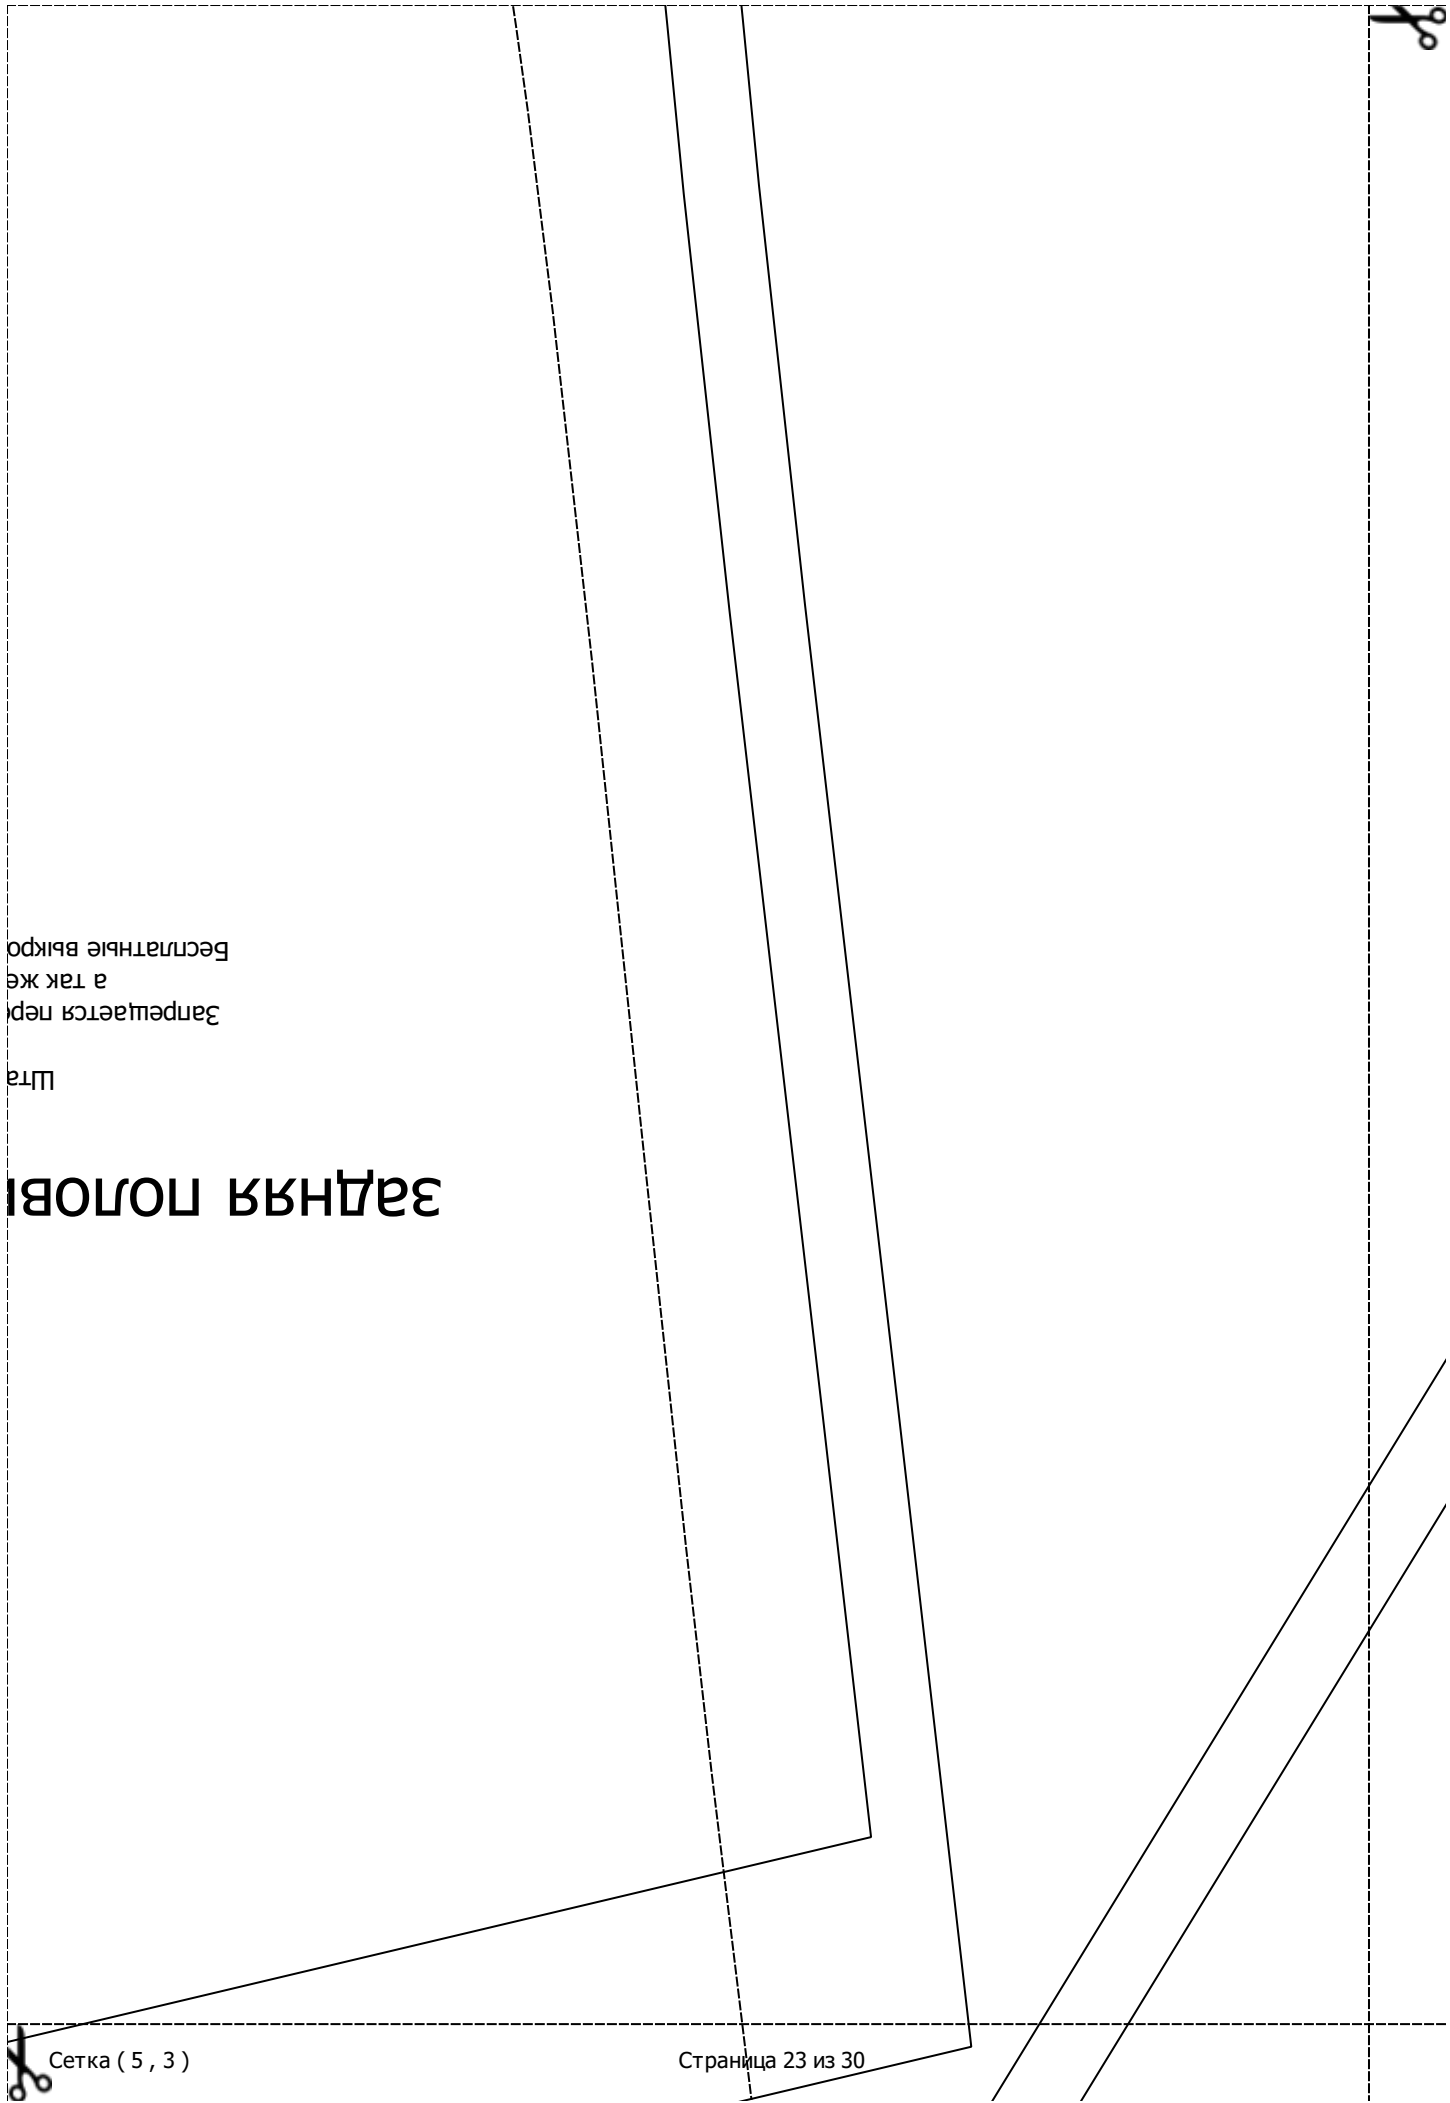 задняя полови
Шта
Запрещается пер
а так же
Бесплатные выкро
Сетка ( 5 , 3 )
Страница 23 из 30